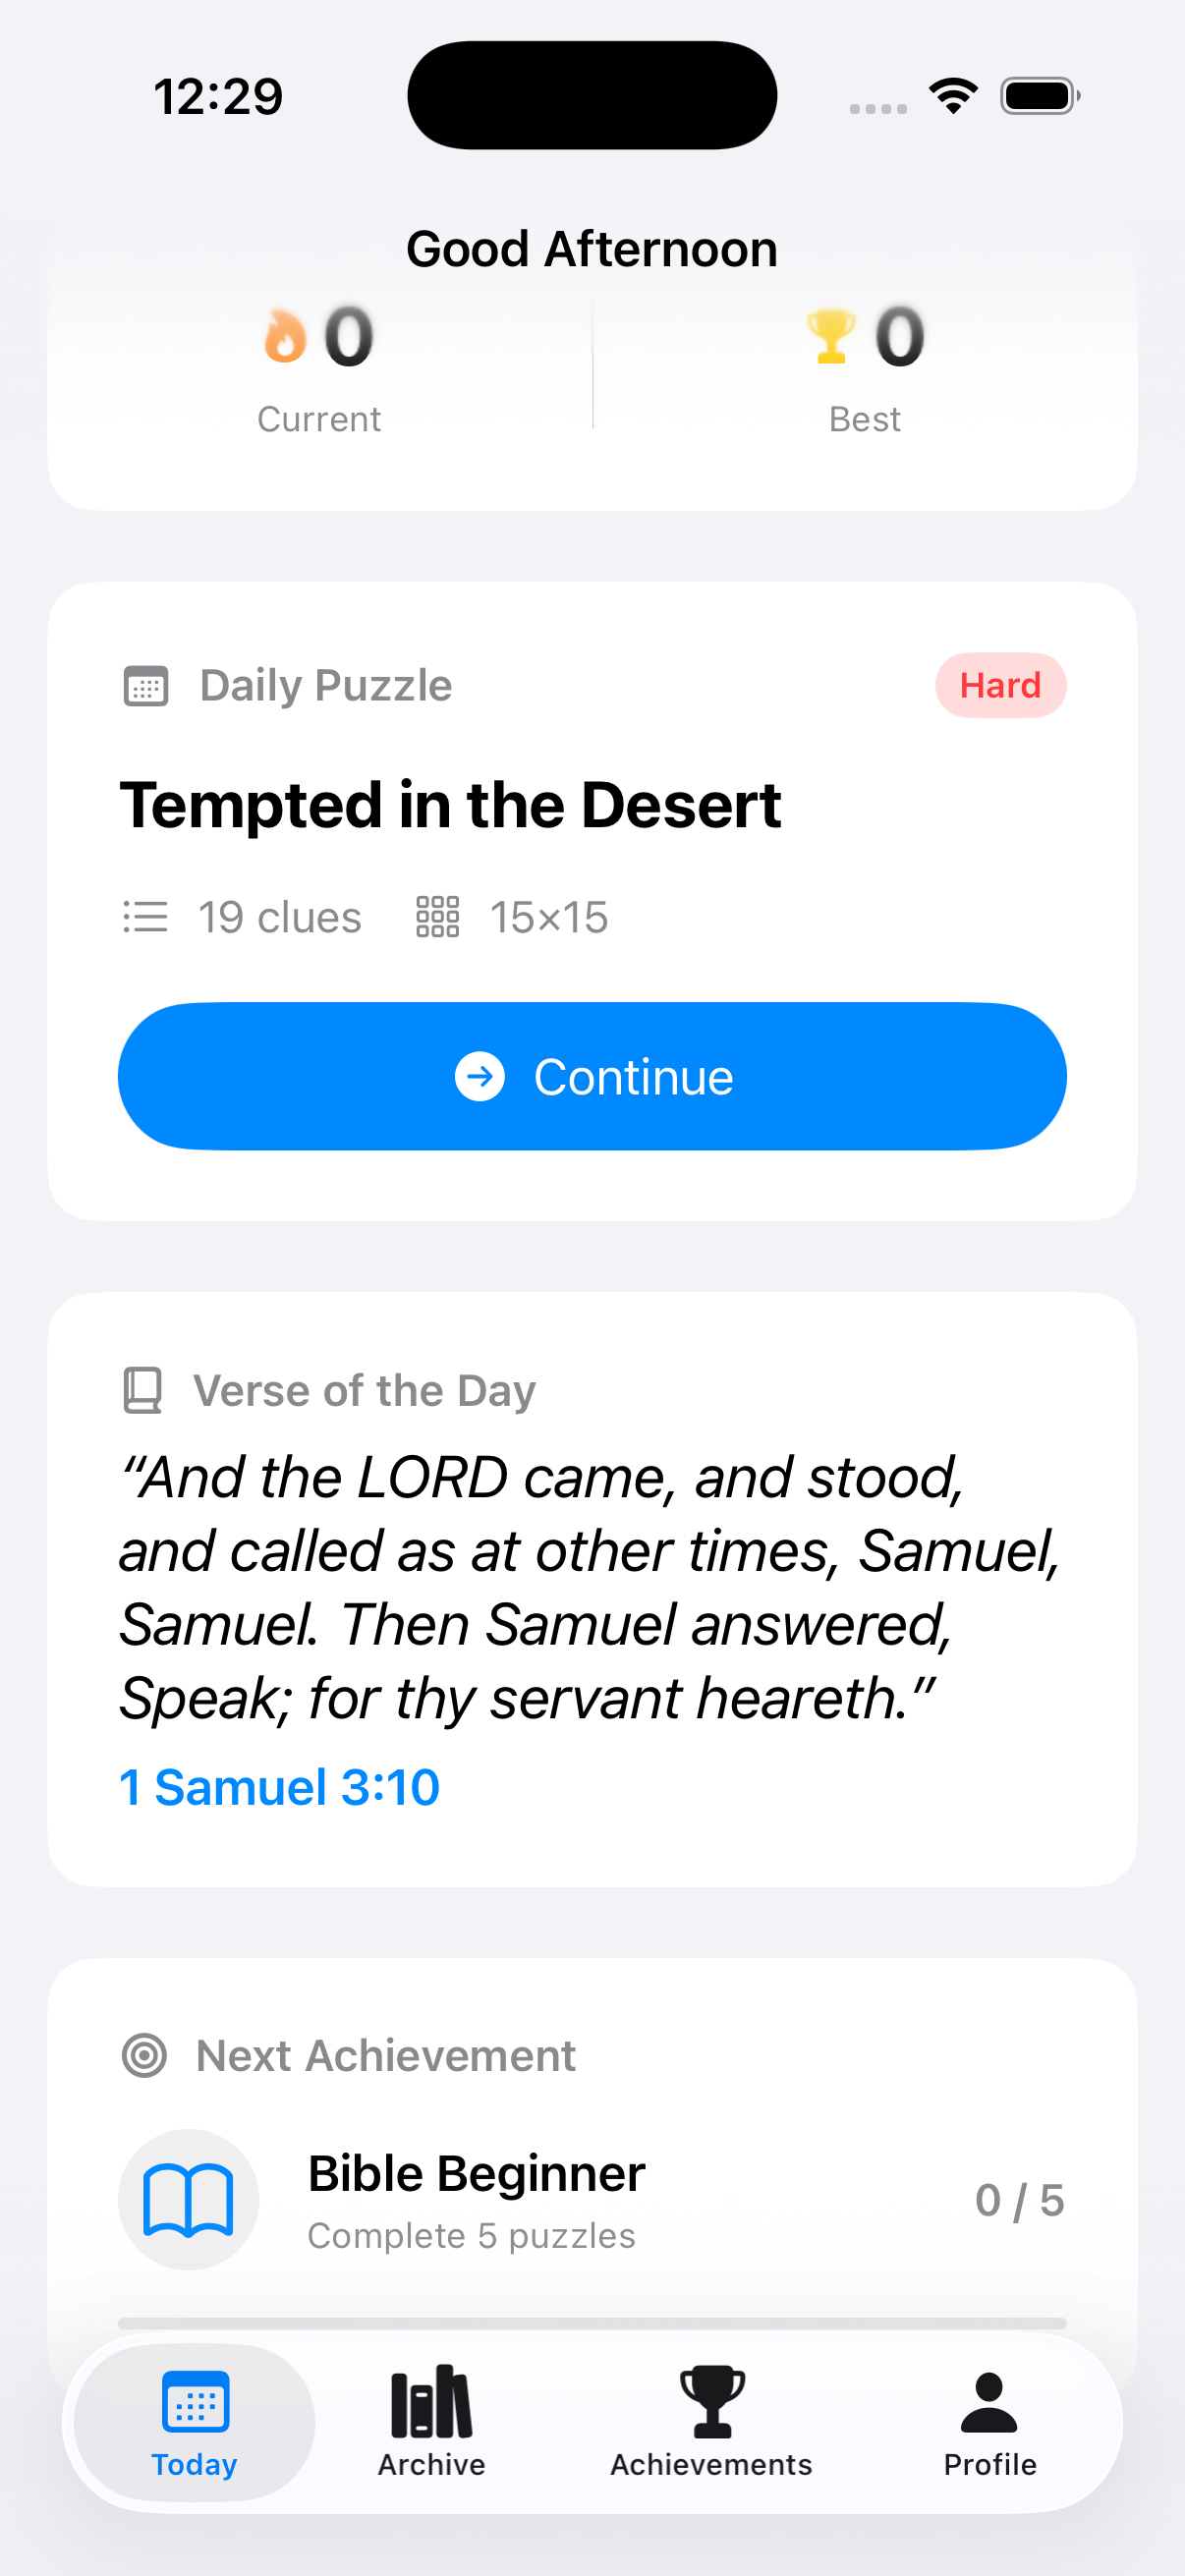 12:29
Good Afternoon
0
0
Current
Best
Daily Puzzle
Hard
Tempted in the Desert
19 clues
15×15
Continue
Verse of the Day
“And the LORD came, and stood,
and called as at other times, Samuel,
Samuel. Then Samuel answered,
Speak; for thy servant heareth.”
1 Samuel 3:10
Next Achievement
Bible Beginner
Complete 5 puzzles
0 / 5
Today
Archive
Achievements
Profile